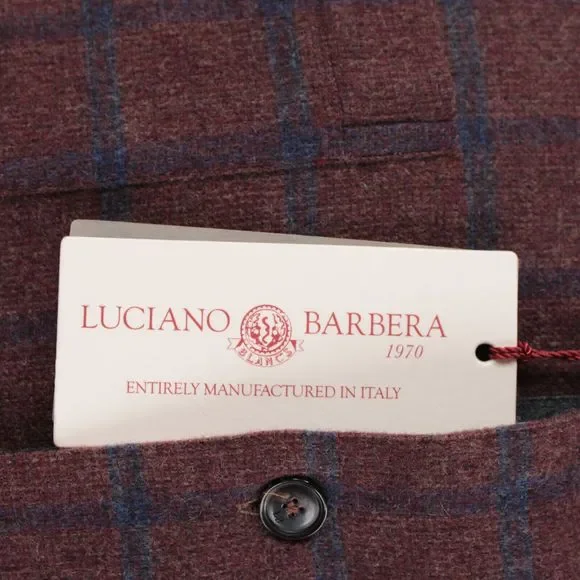 LUCIANO BARBERA
1970
ENTIRELY MANUFACTURED IN ITALY